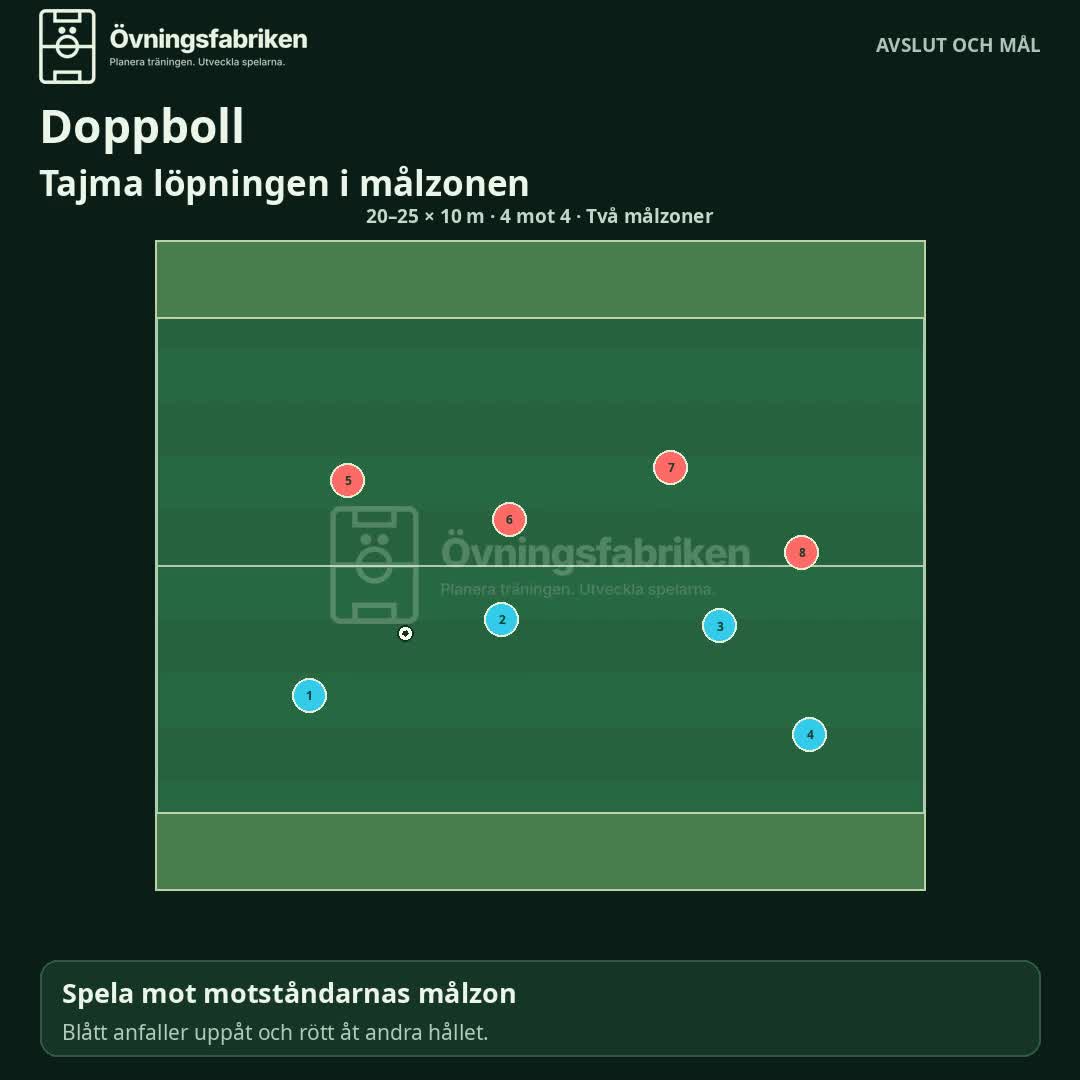 Övningsfabriken
Planera träningen. Utveckla spelarna.
AVSLUT OCH MÅL
Doppboll
Tajma löpningen i målzonen
20–25 × 10 m · 4 mot 4 · Två målzoner
7
5
6
8
Övningsfabriken
Planera träningen. Utveckla spelarna.
2
3
1
4
Spela mot motståndarnas målzon
Blått anfaller uppåt och rött åt andra hållet.